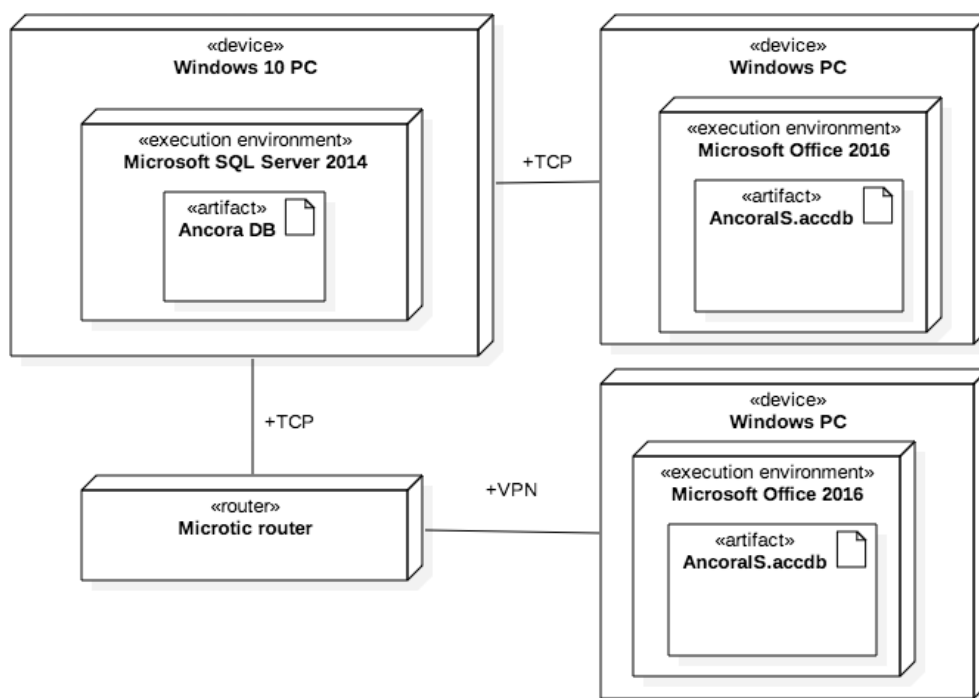 «device»
Windows 10 PC
«execution environment»
Microsoft SQL Server 2014
«artifact»
Ancora DB
+TCP
«device»
Windows PC
«execution environment»
Microsoft Office 2016
«artifact»
AncoraIS.accdb
+TCP
«router»
Microtic router
+VPN
«device»
Windows PC
«execution environment»
Microsoft Office 2016
«artifact»
AncoraIS.accdb